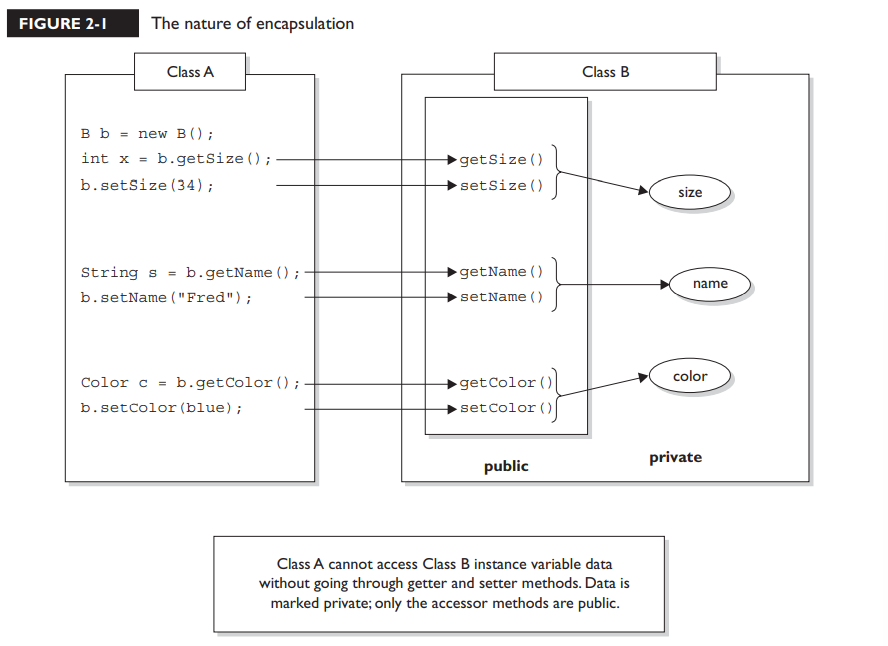 FIGURE 2-1 The nature of encapsulation
Class A
Class B
B b = new B();
int x = b.getSize();
b.setSize(34);
String s = b.getName();
b.setName("Fred");
Color c = b.getColor();
b.setColor(blue);
getSize()
setSize()
getName()
setName()
getColor()
setColor()
size
name
color
public
private
Class A cannot access Class B instance variable data
without going through getter and setter methods. Data is
marked private; only the accessor methods are public.